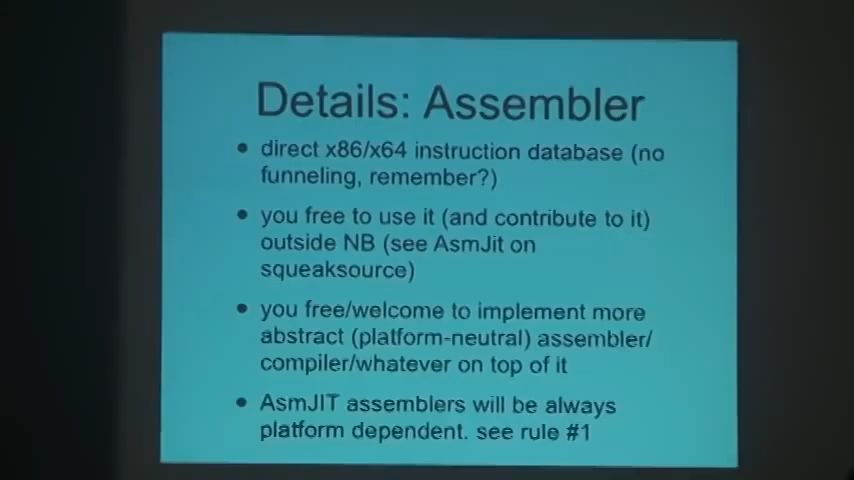 Details: Assembler
• direct x86/x64 instruction database (no
funneling, remember?)
• you free to use it (and contribute to it)
outside NB (see AsmJit on
squeaksource)
• you free/welcome to implement more
abstract (platform-neutral) assembler/
compiler/whatever on top of it
• AsmJIT assemblers will be always
platform dependent. see rule #1